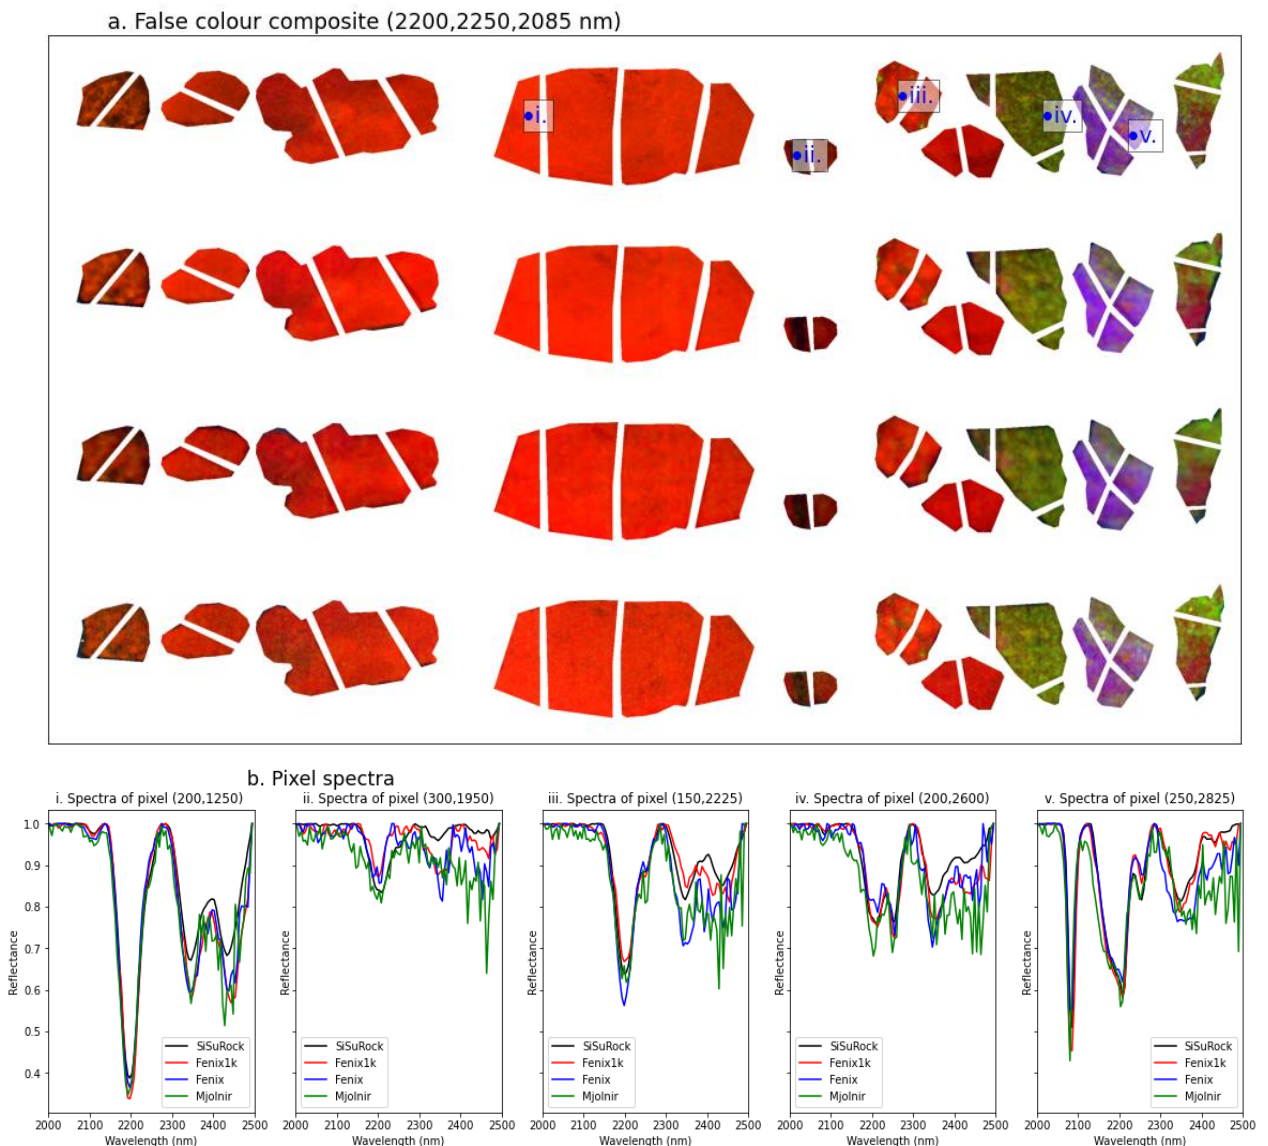 a. False colour composite (2200,2250,2085 nm)
i.
ii.
iii.
iv.
v.
b. Pixel spectra
i. Spectra of pixel (200,1250)
ii. Spectra of pixel (300,1950)
iii. Spectra of pixel (150,2225)
iv. Spectra of pixel (200,2600)
v. Spectra of pixel (250,2825)
1.0
0.9
0.8
0.7
0.6
0.5
0.4
Reflectance
Reflectance
Reflectance
Reflectance
Reflectance
SiSuRock
Fenix1k
Fenix
Mjolnir
SiSuRock
Fenix1k
Fenix
Mjolnir
SiSuRock
Fenix1k
Fenix
Mjolnir
SiSuRock
Fenix1k
Fenix
Mjolnir
SiSuRock
Fenix1k
Fenix
Mjolnir
2000 2100 2200 2300 2400 2500
2000 2100 2200 2300 2400 2500
2000 2100 2200 2300 2400 2500
2000 2100 2200 2300 2400 2500
2000 2100 2200 2300 2400 2500
Wavelength (nm)
Wavelength (nm)
Wavelength (nm)
Wavelength (nm)
Wavelength (nm)